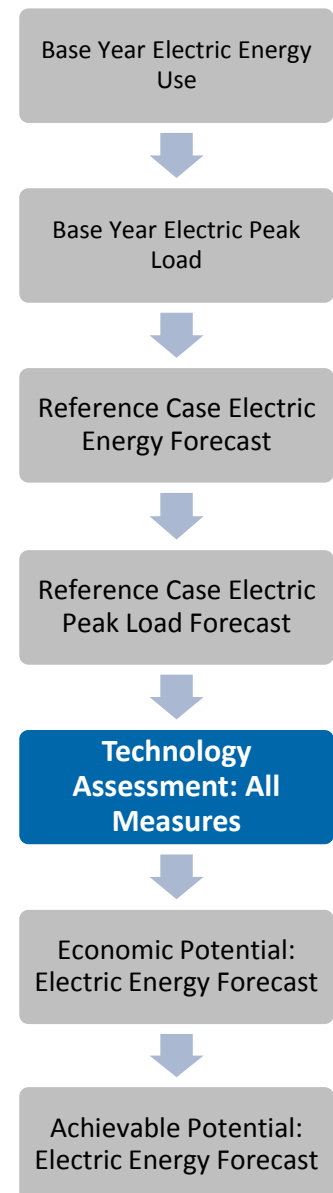 Base Year Electric Energy
Use
Base Year Electric Peak
Load
Reference Case Electric
Energy Forecast
Reference Case Electric
Peak Load Forecast
Technology
Assessment: All
Measures
Economic Potential:
Electric Energy Forecast
Achievable Potential:
Electric Energy Forecast